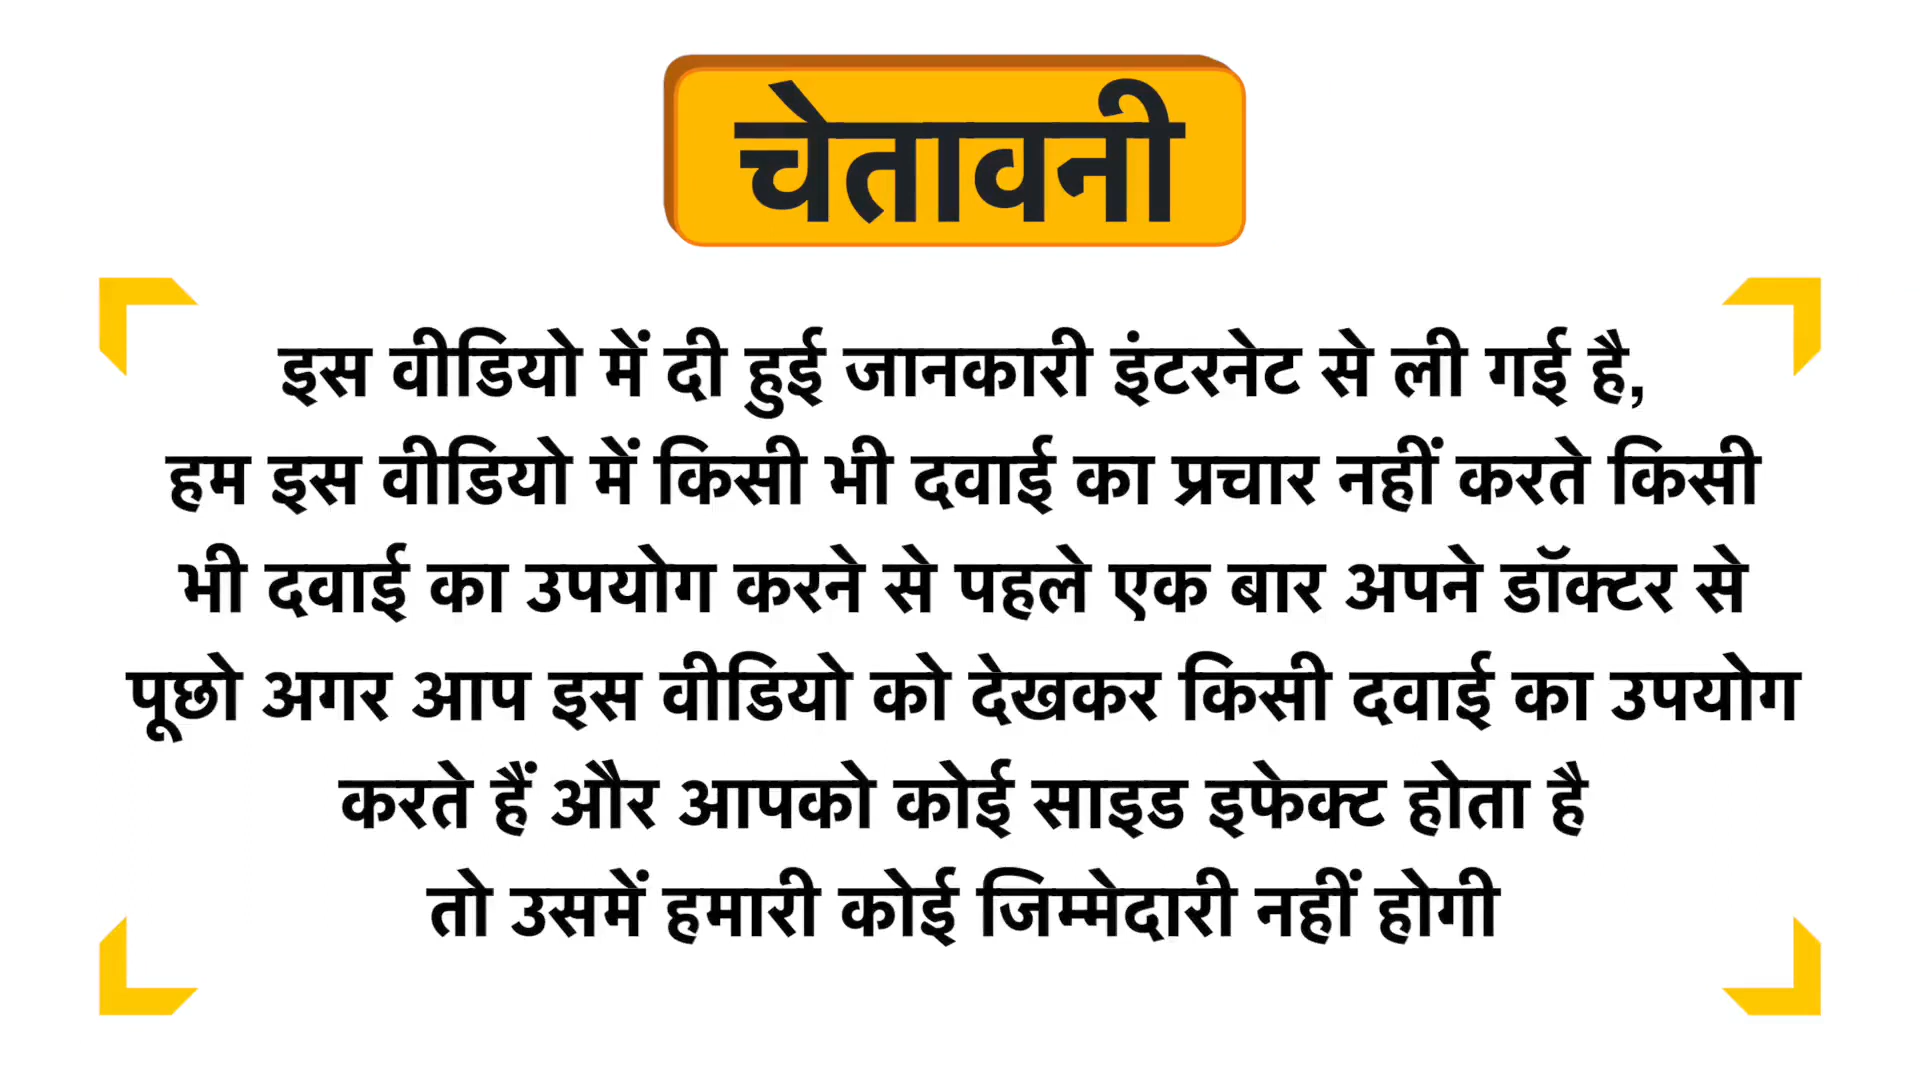 चेतावनी
इस वीडियो में दी हुई जानकारी इंटरनेट से ली गई है,
हम इस वीडियो में किसी भी दवाई का प्रचार नहीं करते किसी
भी दवाई का उपयोग करने से पहले एक बार अपने डॉक्टर से
पूछो अगर आप इस वीडियो को देखकर किसी दवाई का उपयोग
करते हैं और आपको कोई साइड इफेक्ट होता है
तो उसमें हमारी कोई जिम्मेदारी नहीं होगी